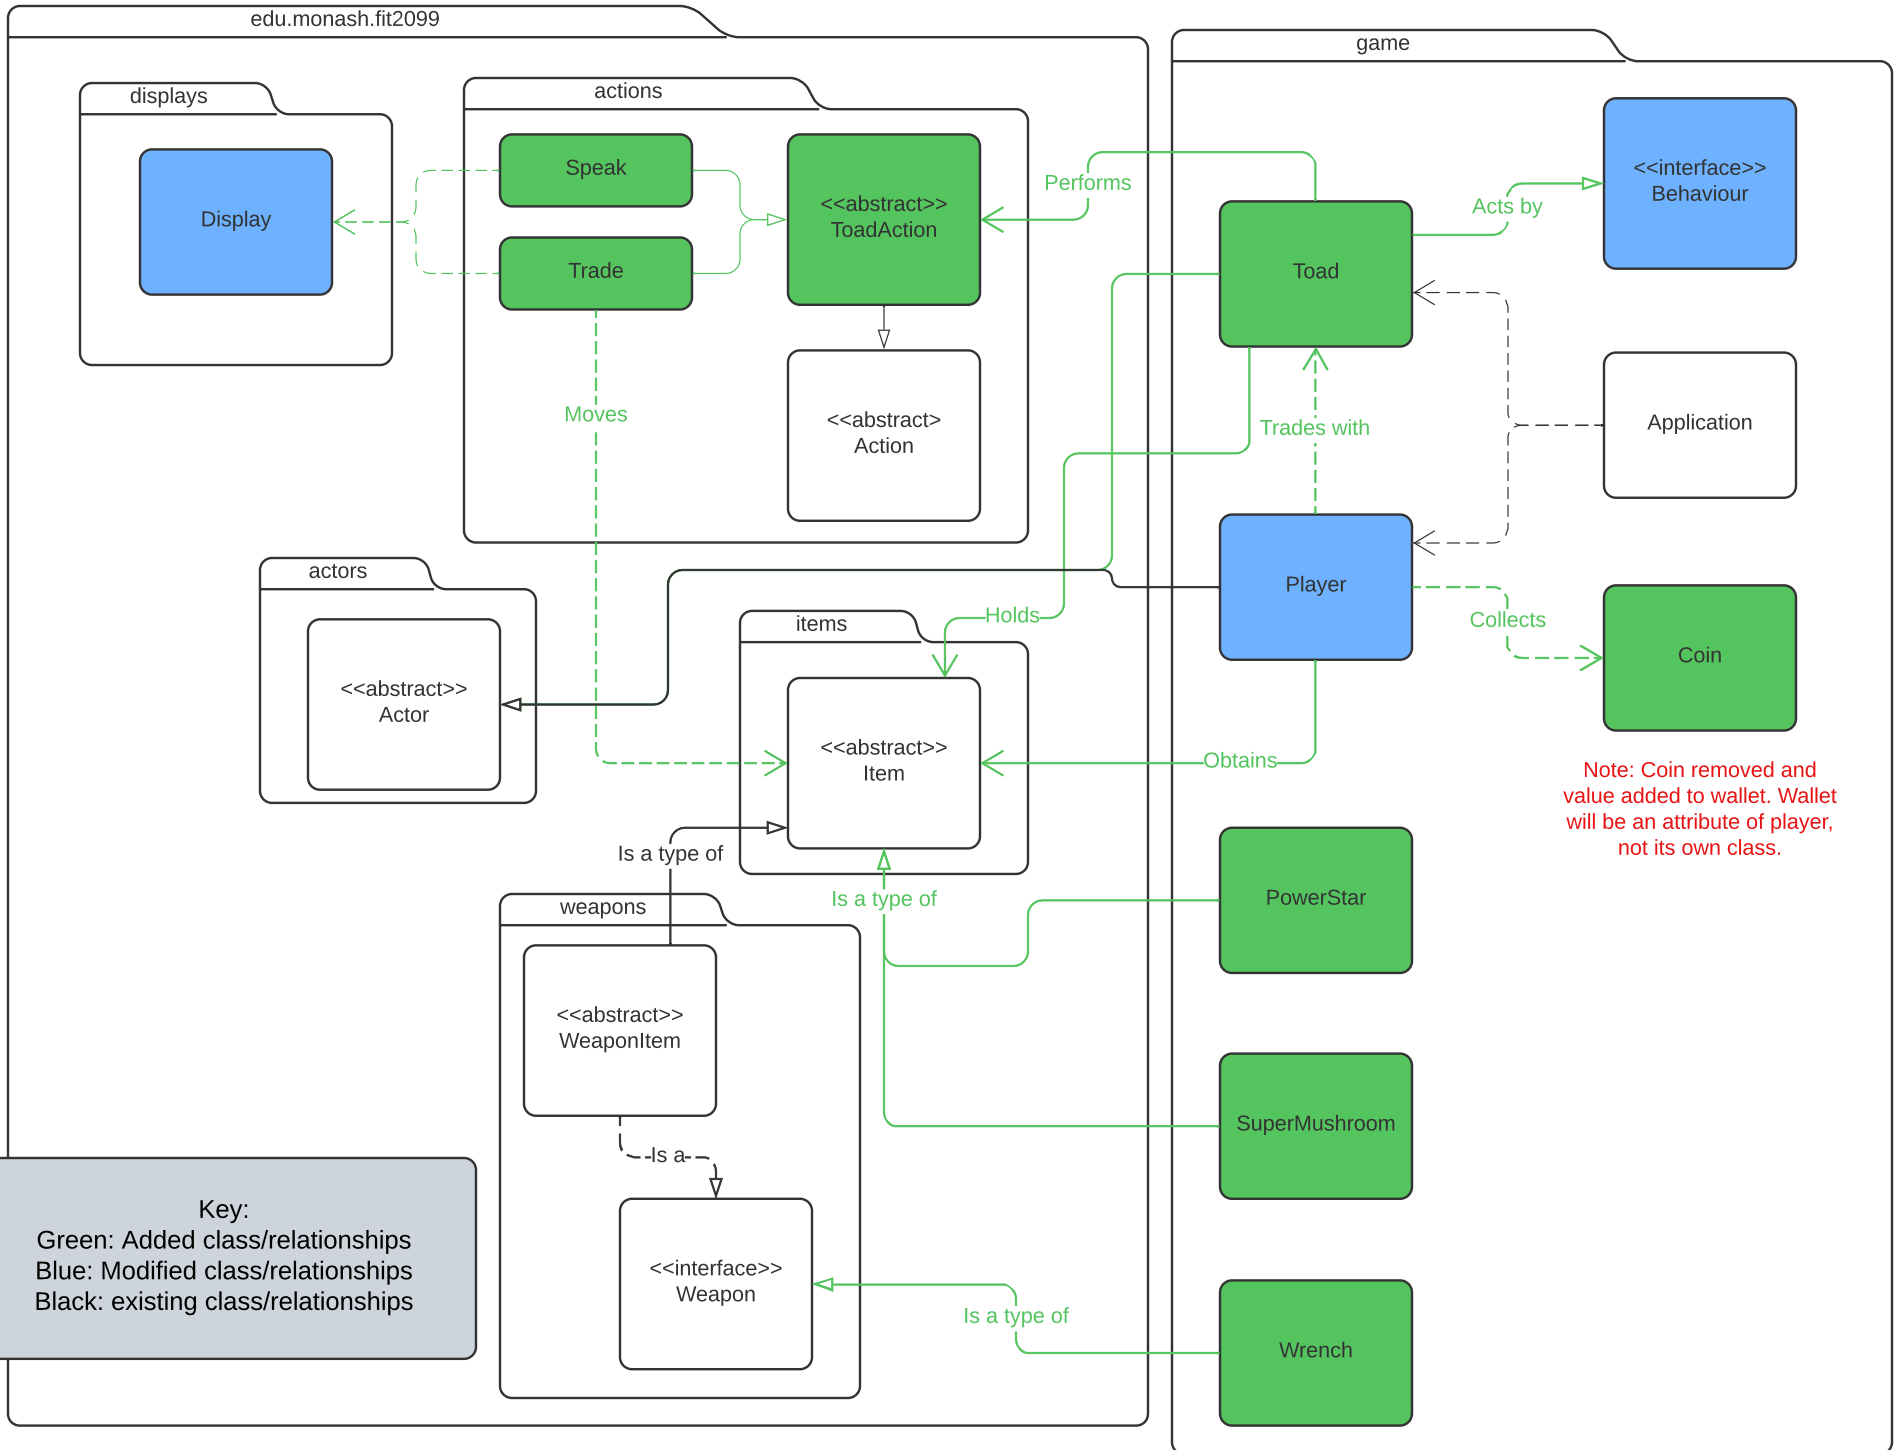 edu.monash.fit2099
game
displays
actions
Display
Speak
Trade
<<abstract>>
ToadAction
<<abstract>
Action
Performs
Toad
Acts by
<<interface>>
Behaviour
Moves
Trades with
Application
actors
<<abstract>>
Actor
items
Holds
<<abstract>>
Item
Player
Collects
Coin
Obtains
Note: Coin removed and
value added to wallet. Wallet
will be an attribute of player,
not its own class.
Is a type of
Is a type of
PowerStar
weapons
<<abstract>>
WeaponItem
Is a
<<interface>>
Weapon
SuperMushroom
Is a type of
Wrench
Key:
Green: Added class/relationships
Blue: Modified class/relationships
Black: existing class/relationships